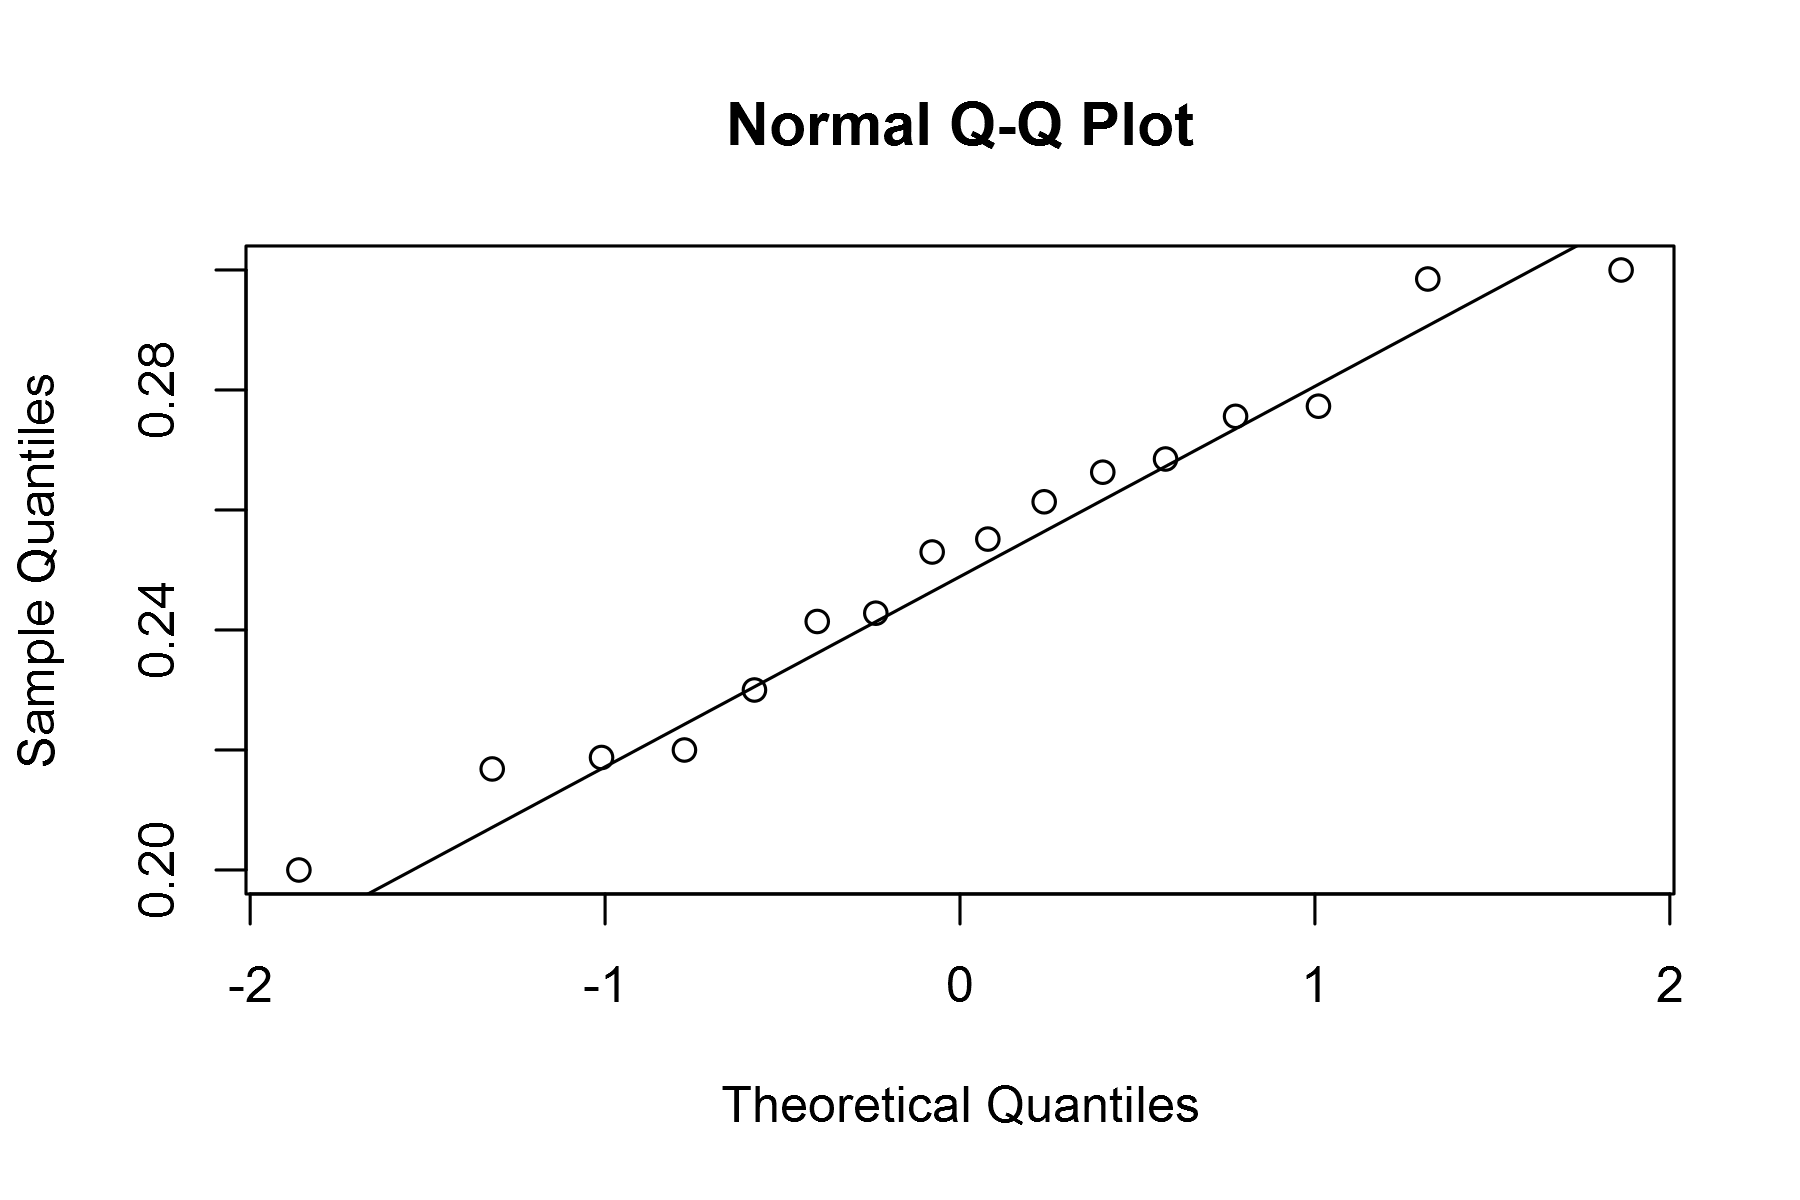 Normal Q-Q Plot
Sample Quantiles
0.28
0.24
0.20
-2 -1 0 1 2
Theoretical Quantiles